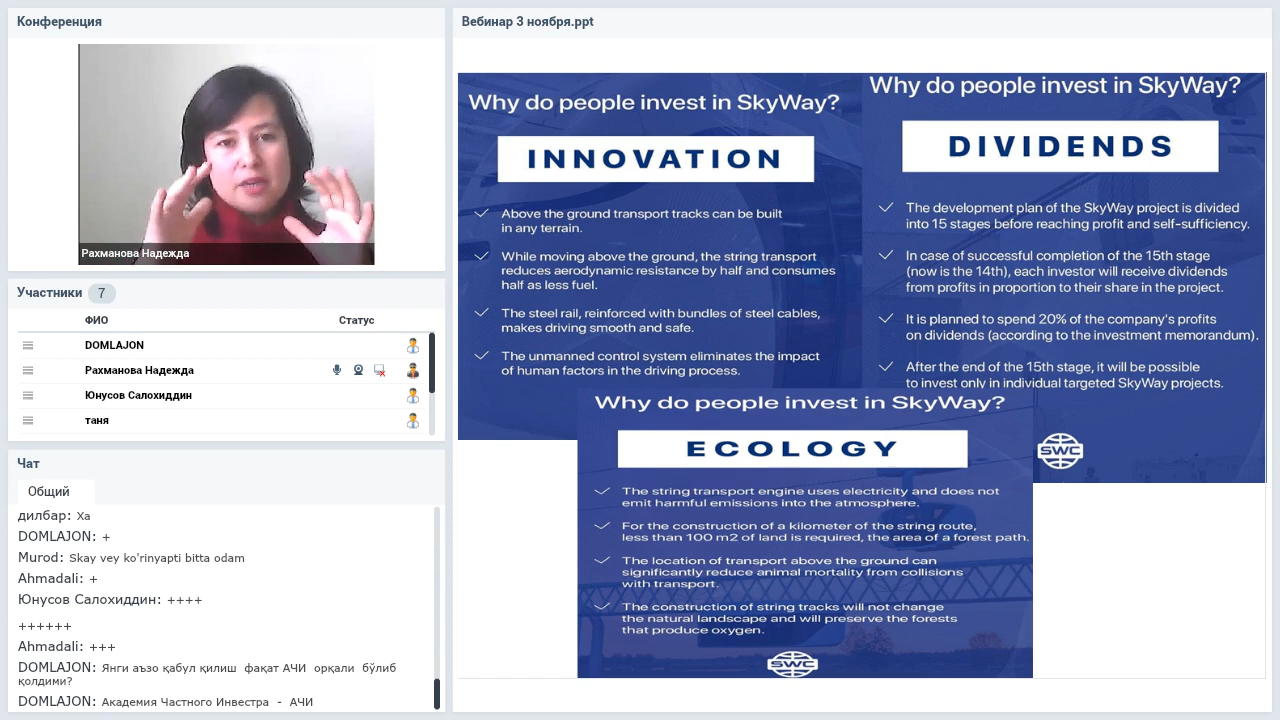 Конференция
Рахманова Надежда
Участники 7
ФИО Статус
DOMLAJON
Рахманова Надежда
Юнусов Салохиддин
таня
Чат
Общий
дилбар: Ха
DOMLAJON: +
Murod: Skay vey ko'rinyapti bitta odam
Ahmadali: +
Юнусов Салохиддин: ++++
++++++
Ahmadali: +++
DOMLAJON: Янги аъзо қабул қилиш фақат АЧИ орқали бўлиб
қолдими?
DOMLAJON: Академия Частного Инвестра - АЧИ
Вебинар 3 ноября.ppt
Why do people invest in SkyWay?
INNOVATION
Above the ground transport tracks can be built
in any terrain.
While moving above the ground, the string transport
reduces aerodynamic resistance by half and consumes
half as less fuel.
The steel rail, reinforced with bundles of steel cables,
makes driving smooth and safe.
The unmanned control system eliminates the impact
of human factors in the driving process.
Why do people invest in SkyWay?
DIVIDENDS
The development plan of the SkyWay project is divided
into 15 stages before reaching profit and self-sufficiency.
In case of successful completion of the 15th stage
(now is the 14th), each investor will receive dividends
from profits in proportion to their share in the project.
It is planned to spend 20% of the company's profits
on dividends (according to the investment memorandum).
After the end of the 15th stage, it will be possible
to invest only in individual targeted SkyWay projects.
SWC
Why do people invest in SkyWay?
ECOLOGY
The string transport engine uses electricity and does not
emit harmful emissions into the atmosphere.
For the construction of a kilometer of the string route,
less than 100 m2 of land is required, the area of a forest path.
The location of transport above the ground can
significantly reduce animal mortality from collisions
with transport.
The construction of string tracks will not change
the natural landscape and will preserve the forests
that produce oxygen.
SWC